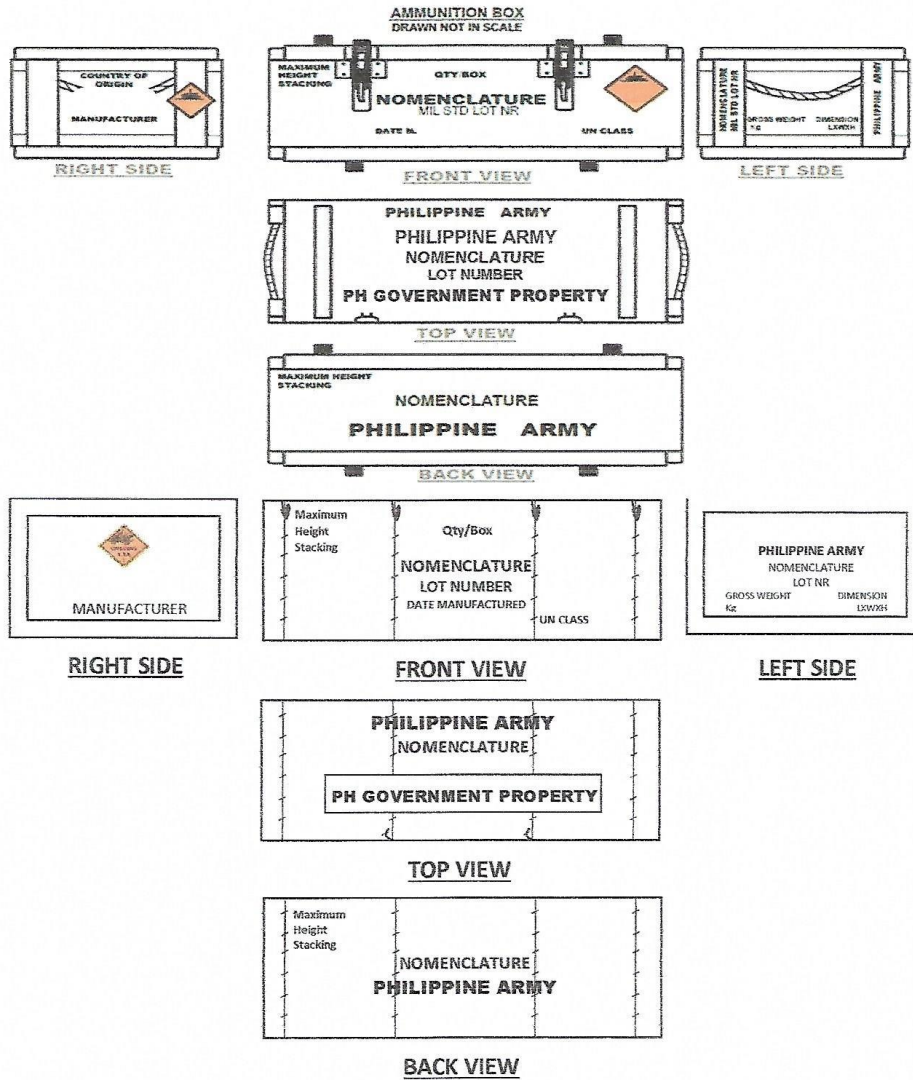 AMMUNITION BOX
DRAWN NOT IN SCALE
COUNTRY OF
ORIGIN
MANUFACTURER
RIGHT SIDE
MAXIMUM
HEIGHT
STACKING
QTY/BOX
NOMENCLATURE
MIL STD LOT NR
DATE M.
UN CLASS
FRONT VIEW
NOMENCLATURE
MIL STD LOT NR
GROSS WEIGHT DIMENSION
Kg LXWXH
PHILIPPINE ARMY
LEFT SIDE
PHILIPPINE ARMY
PHILIPPINE ARMY
NOMENCLATURE
LOT NUMBER
PH GOVERNMENT PROPERTY
TOP VIEW
MAXIMUM HEIGHT
STACKING
NOMENCLATURE
PHILIPPINE ARMY
BACK VIEW
MANUFACTURER
RIGHT SIDE
Maximum
Height
Stacking
Qty/Box
NOMENCLATURE
LOT NUMBER
DATE MANUFACTURED
UN CLASS
FRONT VIEW
PHILIPPINE ARMY
NOMENCLATURE
LOT NR
GROSS WEIGHT DIMENSION
Kg LXWXH
LEFT SIDE
PHILIPPINE ARMY
NOMENCLATURE
PH GOVERNMENT PROPERTY
TOP VIEW
Maximum
Height
Stacking
NOMENCLATURE
PHILIPPINE ARMY
BACK VIEW